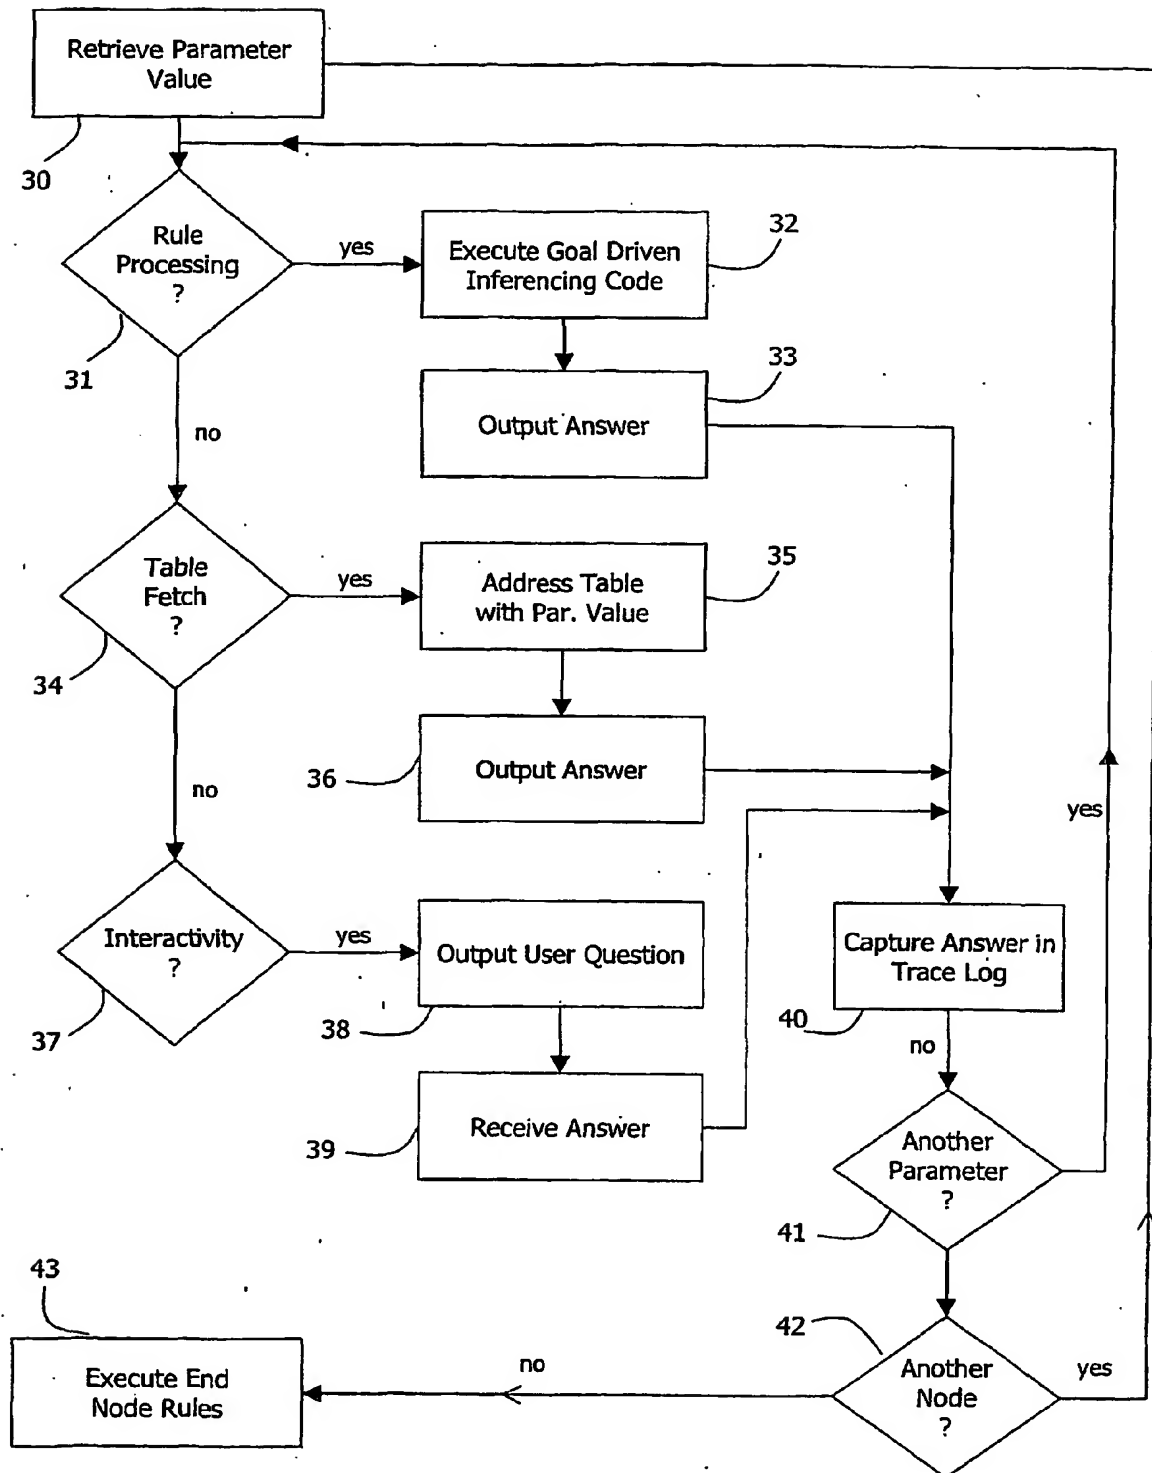 Retrieve Parameter
Value
30
Rule
Processing
?
31
yes
Execute Goal Driven
Inferencing Code
32
33
Output Answer
no
Table
Fetch
?
34
yes
Address Table
with Par. Value
35
36
Output Answer
no
yes
Interactivity
?
37
yes
Output User Question
38
Capture Answer in
Trace Log
40
no
39
Receive Answer
Another
Parameter
?
41
43
42
Execute End
Node Rules
no
Another
Node
?
yes